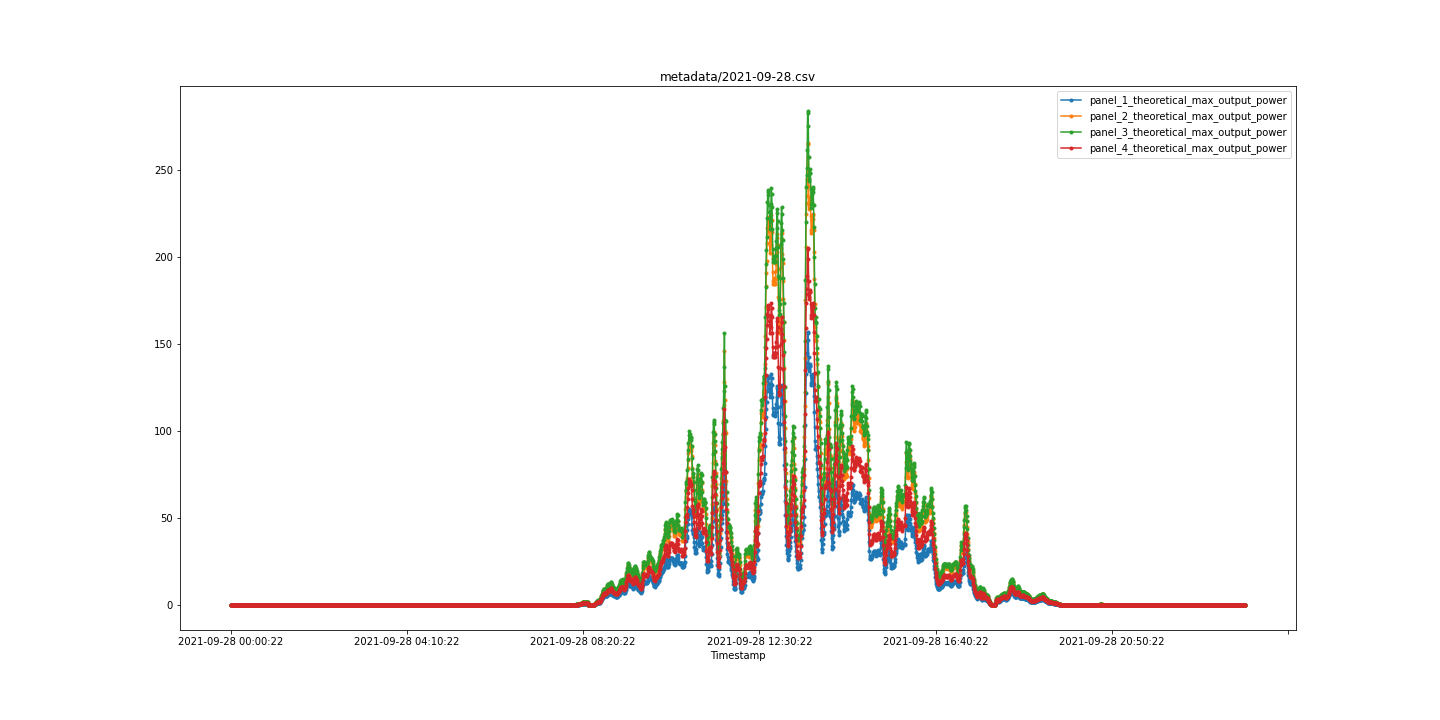 metadata/2021-09-28.csv
panel_1_theoretical_max_output_power
panel_2_theoretical_max_output_power
panel_3_theoretical_max_output_power
panel_4_theoretical_max_output_power
250
200
150
100
50
0
2021-09-28 00:00:22 2021-09-28 04:10:22 2021-09-28 08:20:22 2021-09-28 12:30:22 2021-09-28 16:40:22 2021-09-28 20:50:22
Timestamp